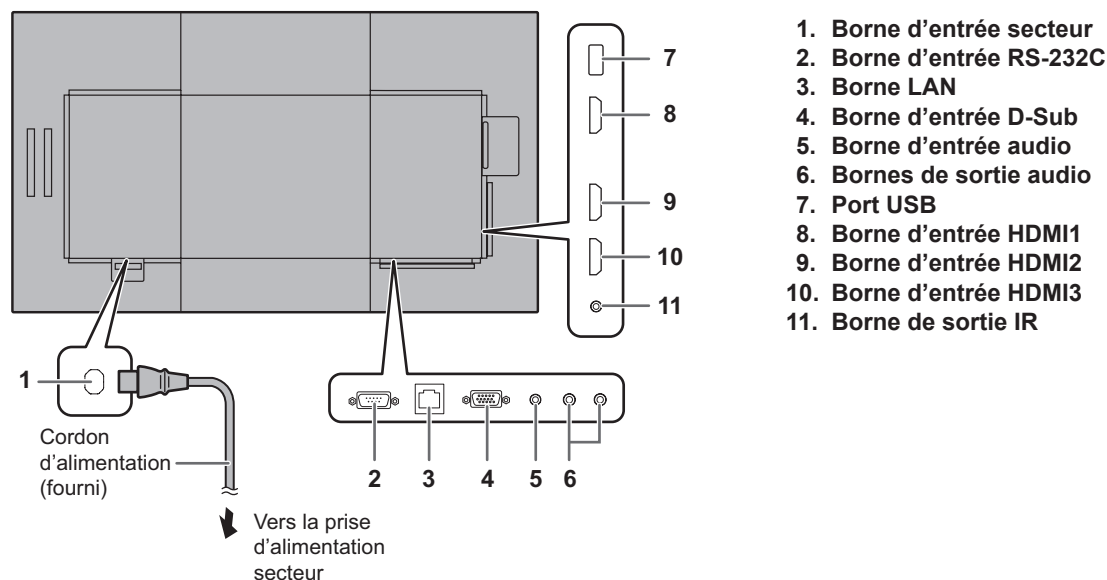 7
8
9
10
11
1
2
3
4
5
6
Cordon
d'alimentation
(fourni)
Vers la prise
d'alimentation
secteur
1. Borne d'entrée secteur
2. Borne d'entrée RS-232C
3. Borne LAN
4. Borne d'entrée D-Sub
5. Borne d'entrée audio
6. Bornes de sortie audio
7. Port USB
8. Borne d'entrée HDMI1
9. Borne d'entrée HDMI2
10. Borne d'entrée HDMI3
11. Borne de sortie IR